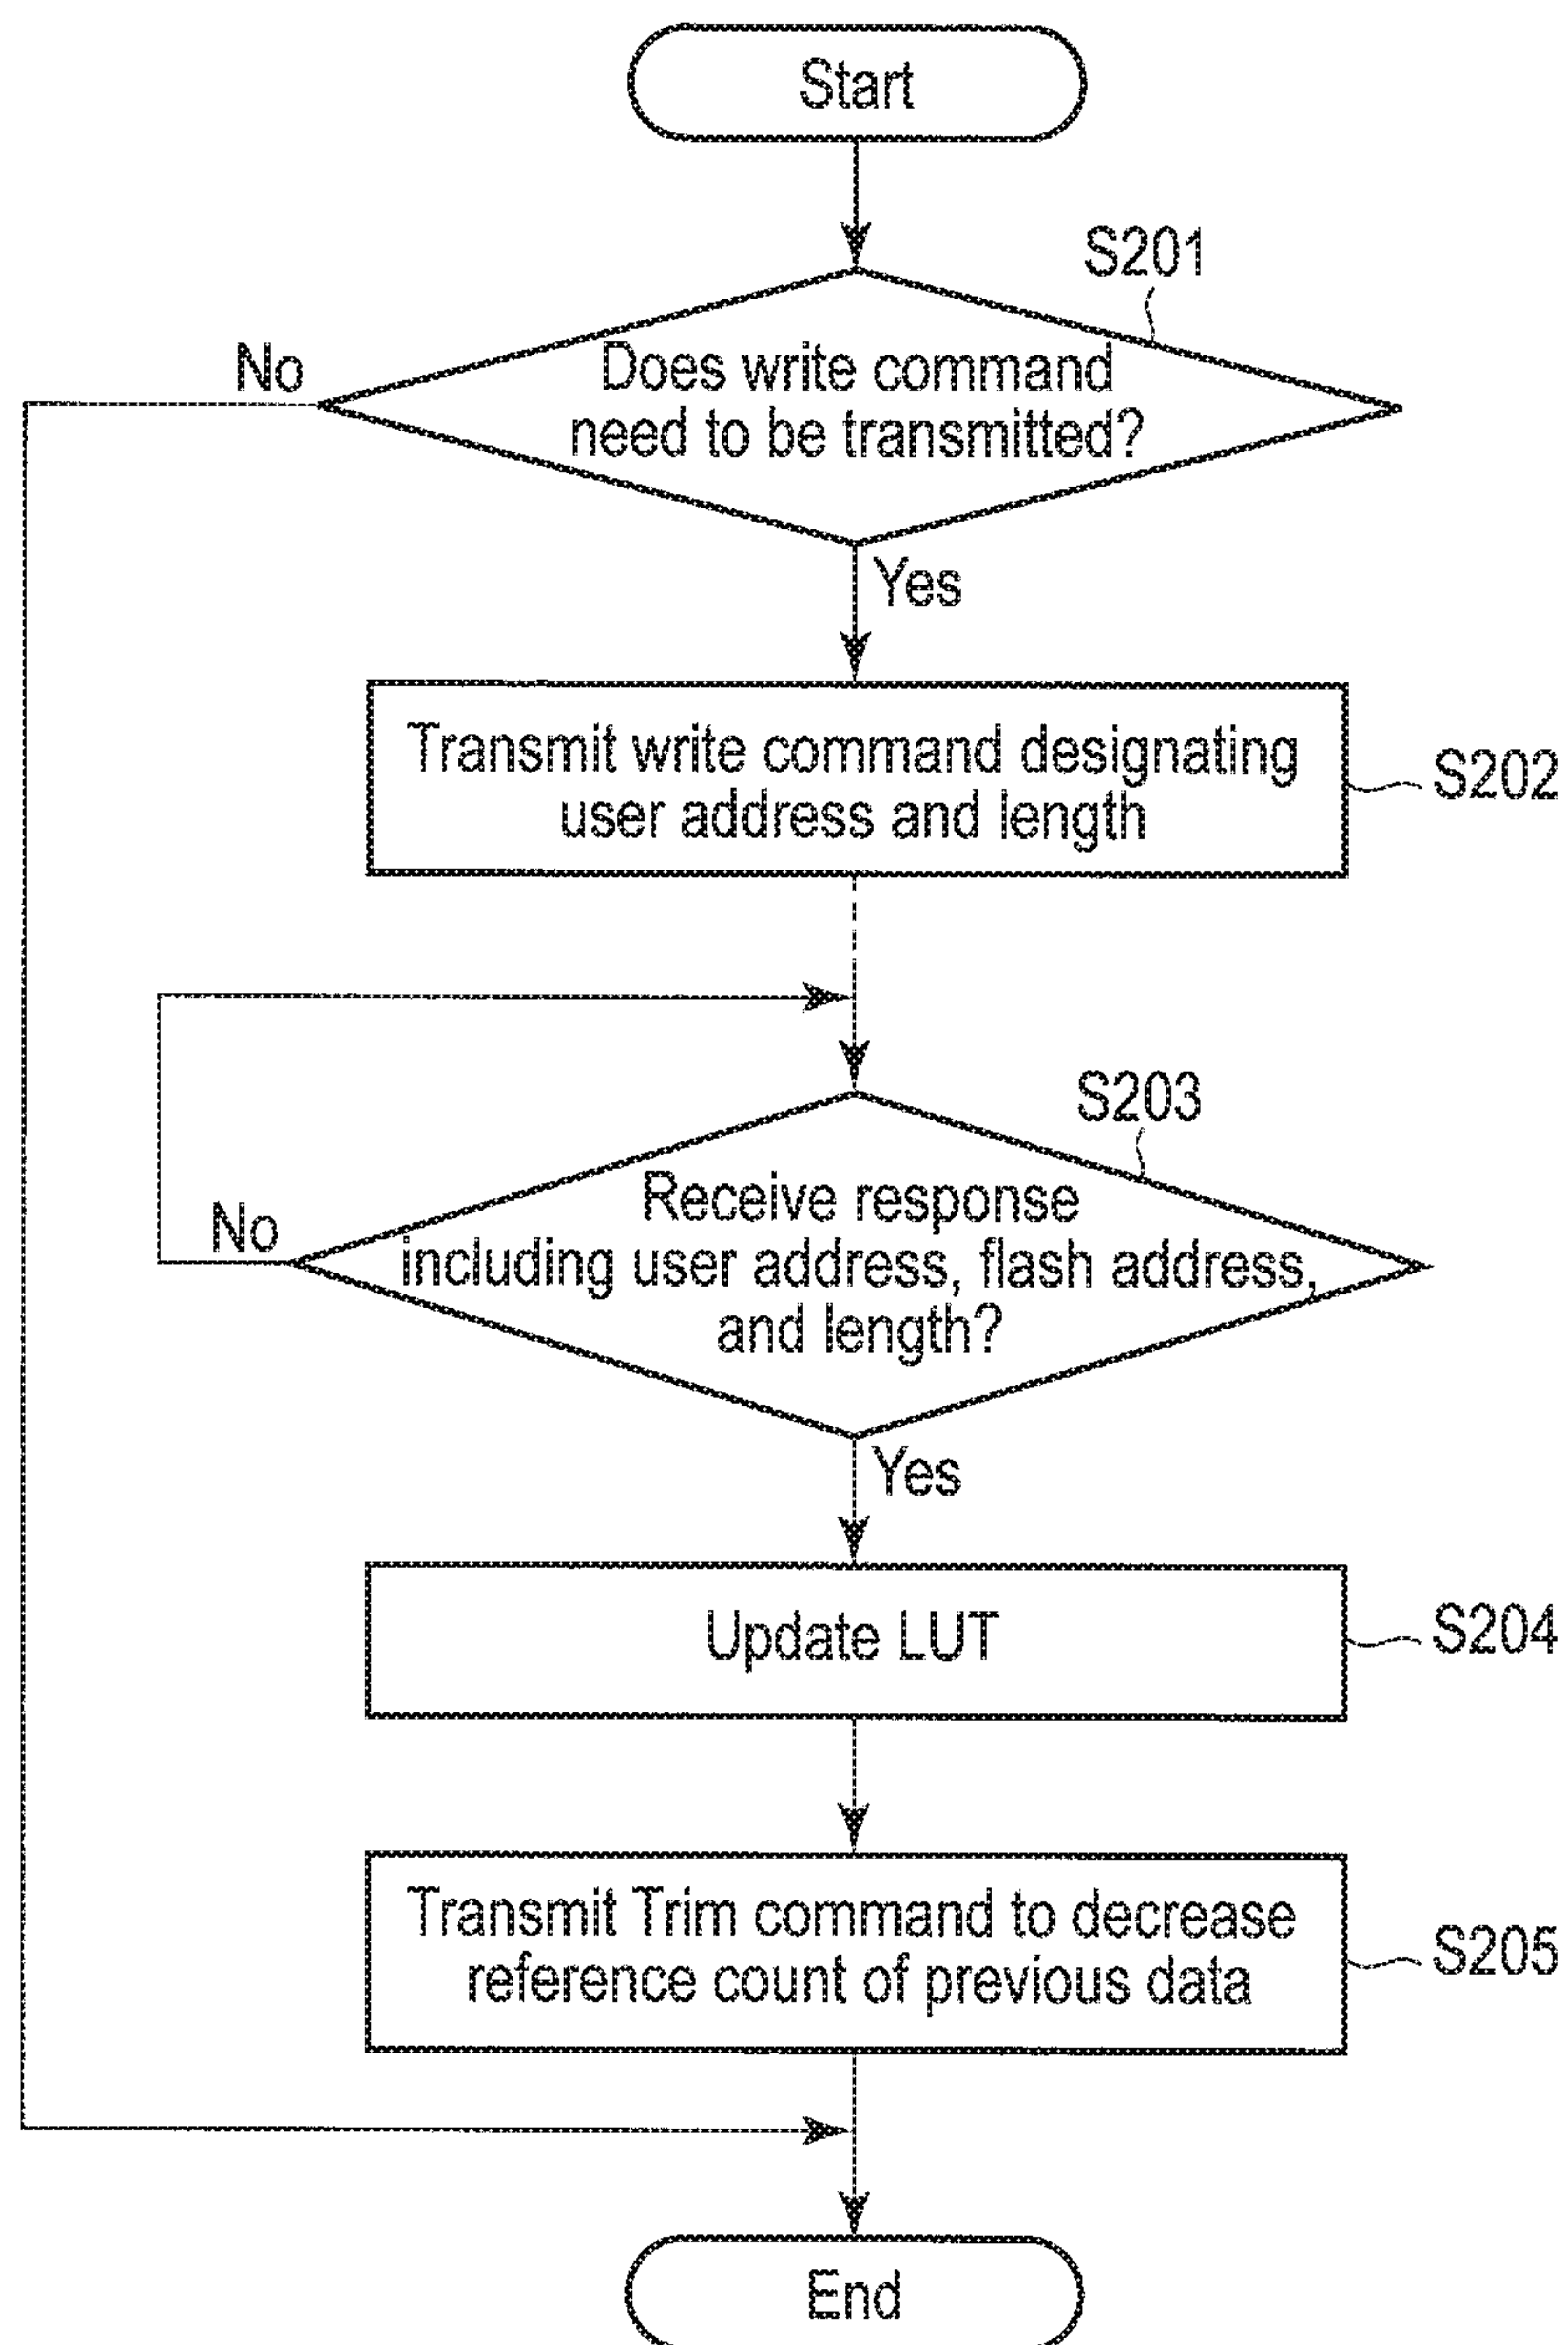 Start
S201
No
Does write command
need to be transmitted?
Yes
Transmit write command designating
user address and length
S202
S203
Receive response
No
including user address, flash address,
and length?
Yes
Update LUT
S204
Transmit Trim command to decrease
reference count of previous data
S205
End